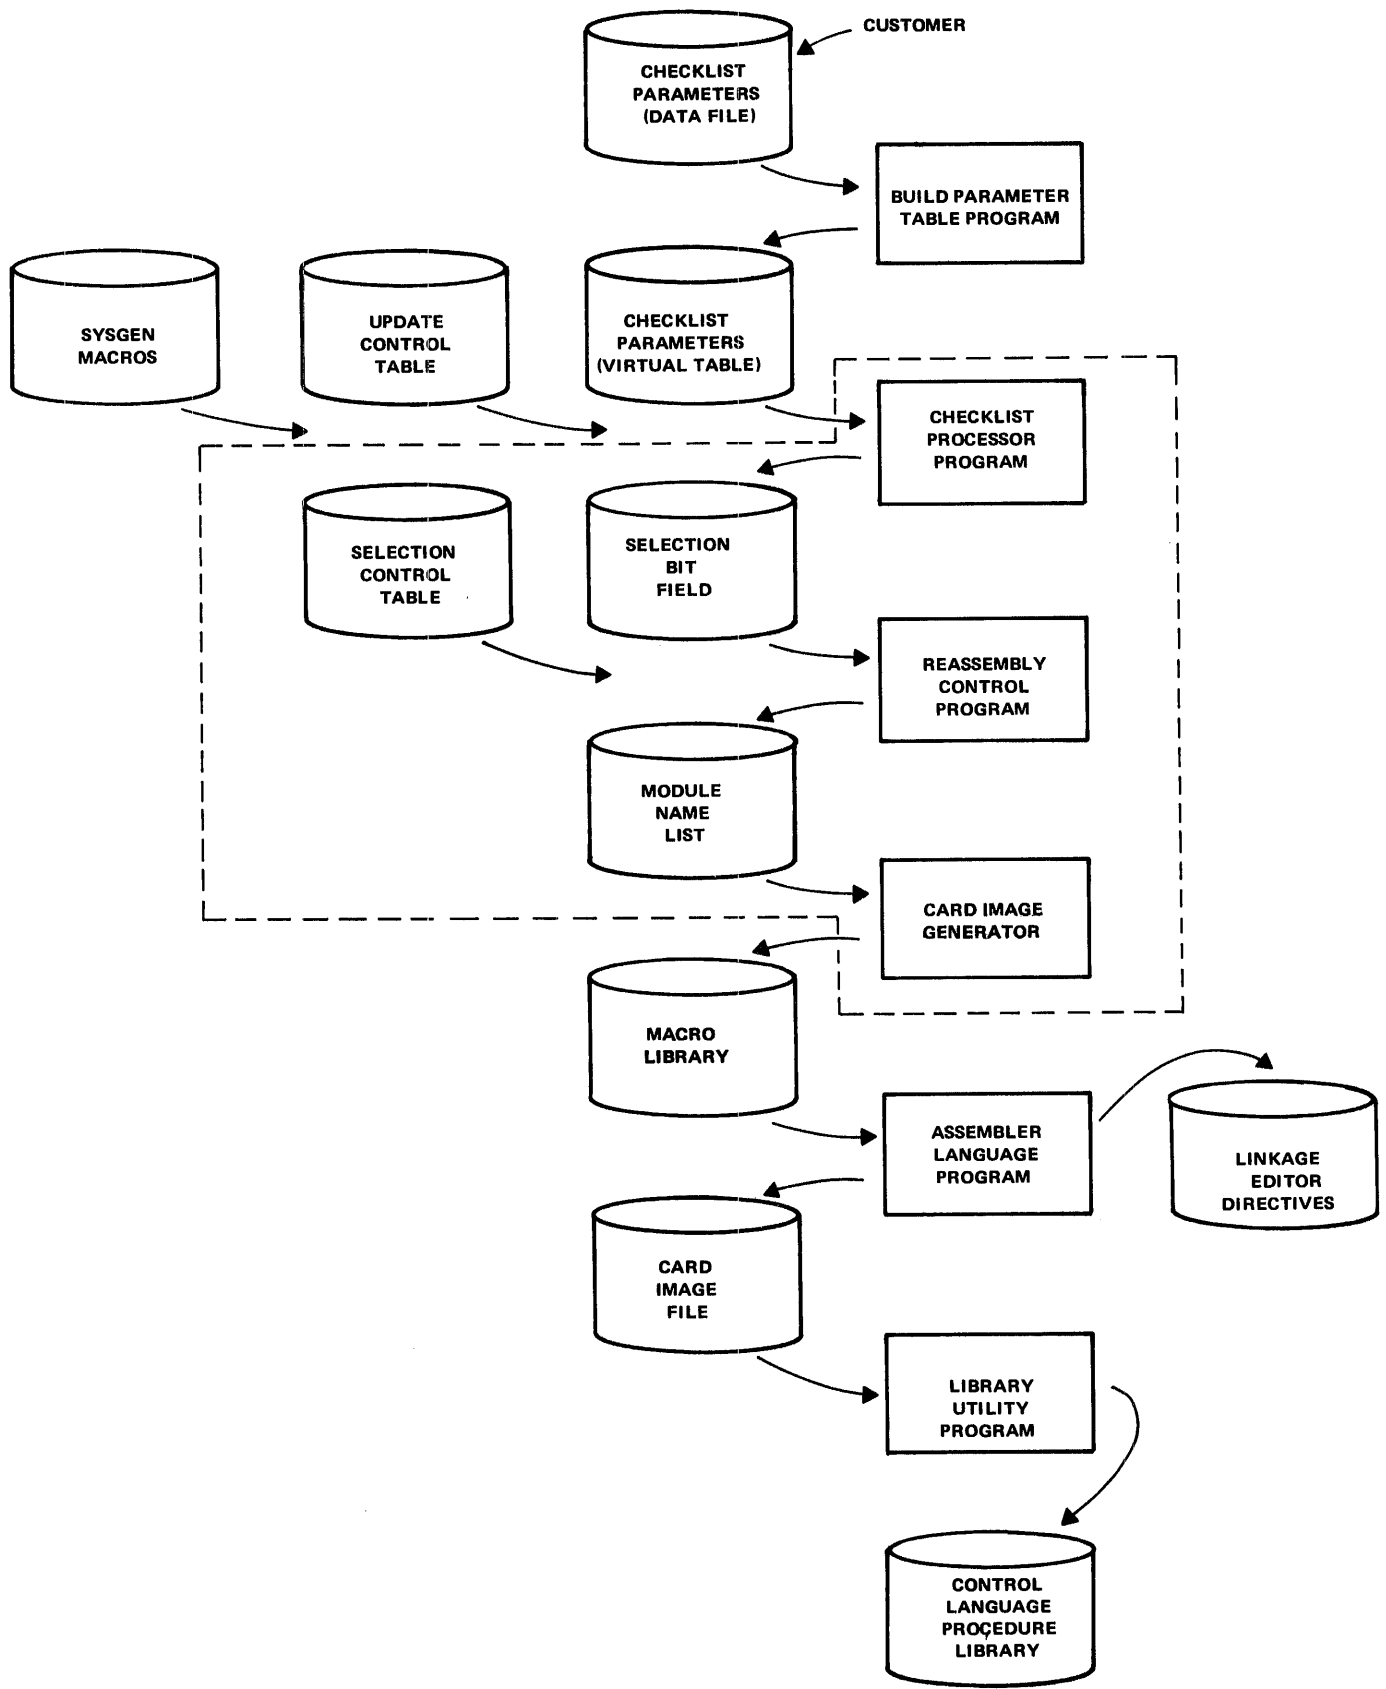 CUSTOMER
CHECKLIST
PARAMETERS
(DATA FILE)
BUILD PARAMETER
TABLE PROGRAM
SYSGEN
MACROS
UPDATE
CONTROL
TABLE
CHECKLIST
PARAMETERS
(VIRTUAL TABLE)
CHECKLIST
PROCESSOR
PROGRAM
SELECTION
CONTROL
TABLE
SELECTION
BIT
FIELD
REASSEMBLY
CONTROL
PROGRAM
MODULE
NAME
LIST
CARD IMAGE
GENERATOR
MACRO
LIBRARY
ASSEMBLER
LANGUAGE
PROGRAM
LINKAGE
EDITOR
DIRECTIVES
CARD
IMAGE
FILE
LIBRARY
UTILITY
PROGRAM
CONTROL
LANGUAGE
PROCEDURE
LIBRARY